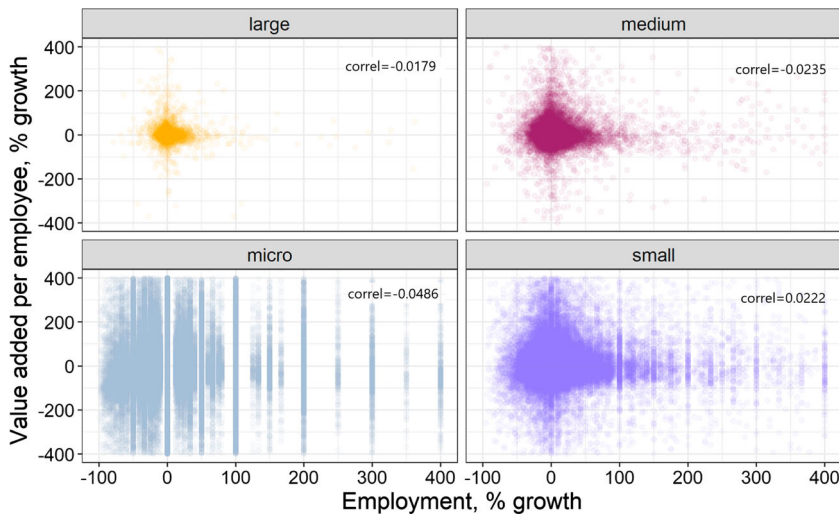 large
medium
400
200
0
-200
-400
correl=-0.0179
correl=-0.0235
micro
small
400
200
0
-200
-400
correl=-0.0486
correl=0.0222
-100 0 100 200 300 400 -100 0 100 200 300 400
Employment, % growth
Value added per employee, % growth